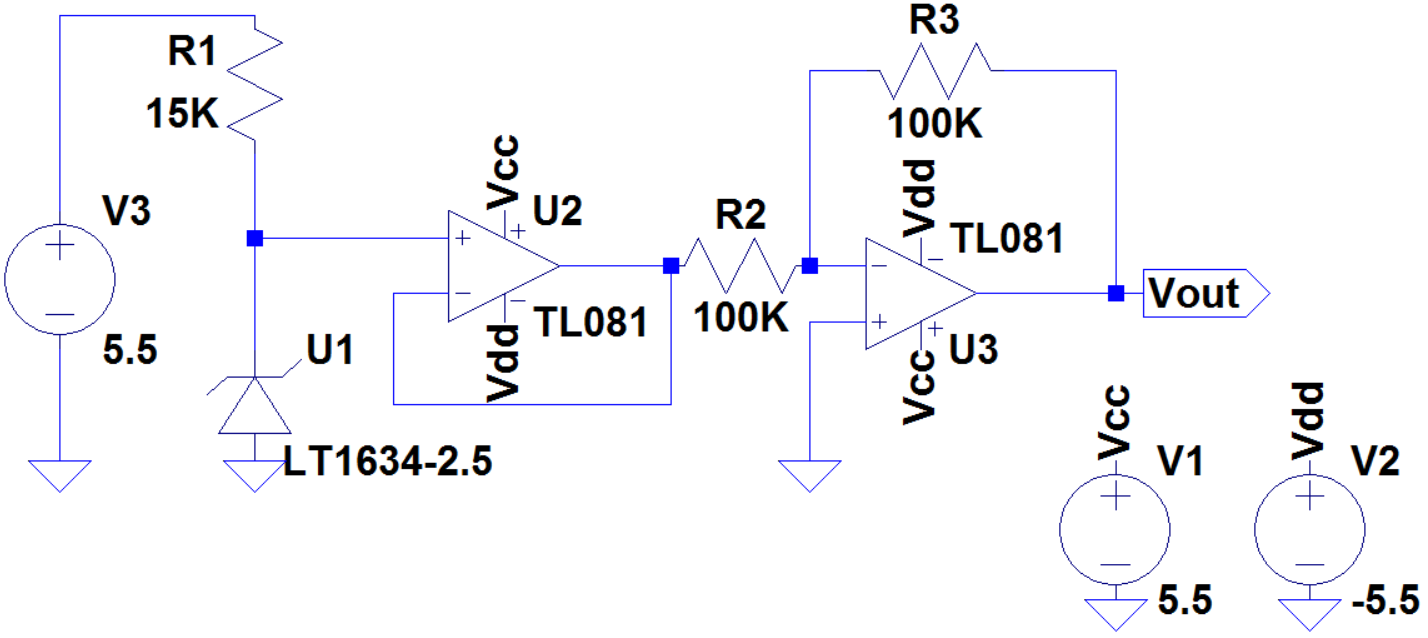 R1
15K
V3
5.5
U1
LT1634-2.5
Vcc
U2
TL081
Vdd
R2
100K
R3
100K
Vdd
TL081
U3
Vcc
Vout
Vcc
V1
5.5
Vdd
V2
-5.5